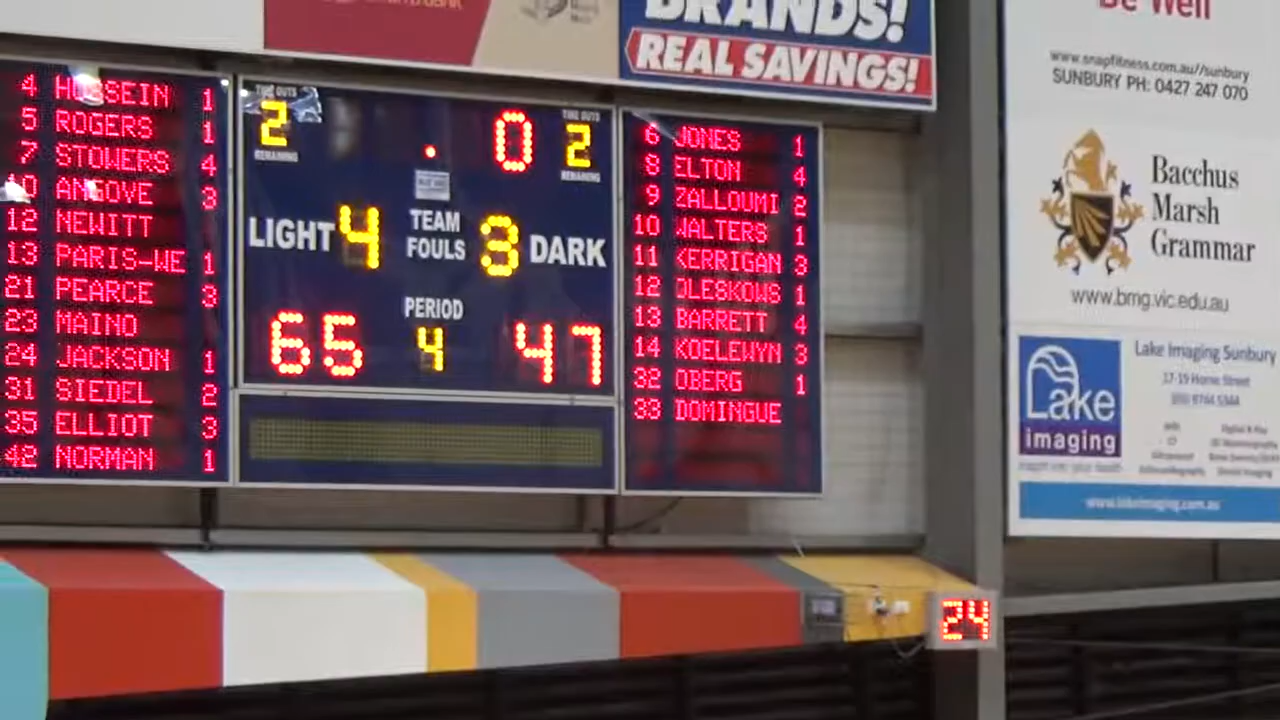 BRANDS!
REAL SAVINGS!
Be Well
www.snapfitness.com.au/sunbury
SUNBURY PH: 0427 247 070
Bacchus
Marsh
Grammar
www.bmg.vic.edu.au
Lake
imaging
Lake Imaging Sunbury
17-19 Horne Street
www.lakeimaging.com.au
4 HUSSEIN 1
5 ROGERS 1
7 STOWERS 4
10 ANGOVE 3
12 NEWITT
13 PARIS-WE 1
21 PEARCE 3
23 MAINO
24 JACKSON 1
31 SIEDEL 2
35 ELLIOT 3
42 NORMAN 1
TIME OUTS
2
REMAINING
. 0
TIME OUTS
2
REMAINING
LIGHT 4 TEAM FOULS 3 DARK
PERIOD
65 4 47
6 JONES 1
8 ELTON 4
9 ZALLOUMI 2
10 WALTERS 1
11 KERRIGAN 3
12 OLESKOWS 1
13 BARRETT 4
14 KOELEWYN 3
32 OBERG 1
33 DOMINGUE
24